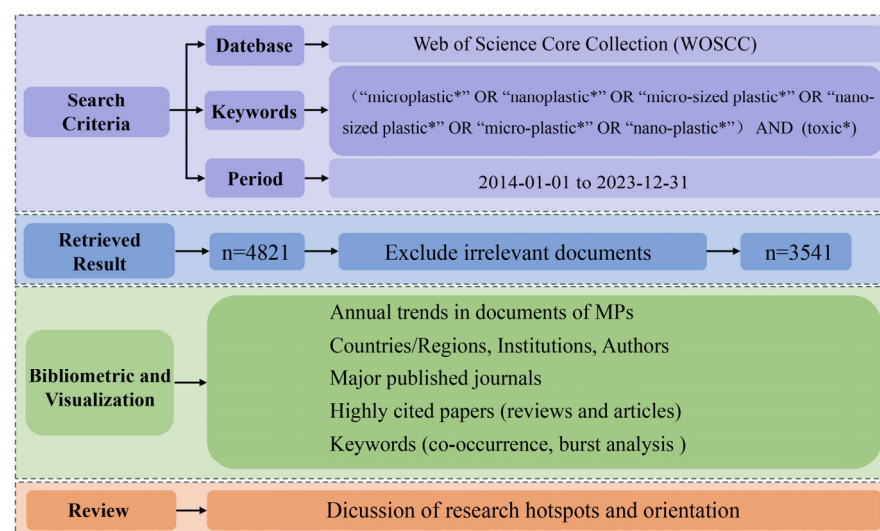 Datebase
Web of Science Core Collection (WOSCC)
Search
Criteria
Keywords
(“microplastic*” OR “nanoplastic*” OR “micro-sized plastic*” OR “nano-
sized plastic*” OR “micro-plastic*” OR “nano-plastic*”) AND (toxic*)
Period
2014-01-01 to 2023-12-31
Retrieved
Result
n=4821
Exclude irrelevant documents
n=3541
Bibliometric and
Visualization
Annual trends in documents of MPs
Countries/Regions, Institutions, Authors
Major published journals
Highly cited papers (reviews and articles)
Keywords (co-occurrence, burst analysis )
Review
Dicussion of research hotspots and orientation